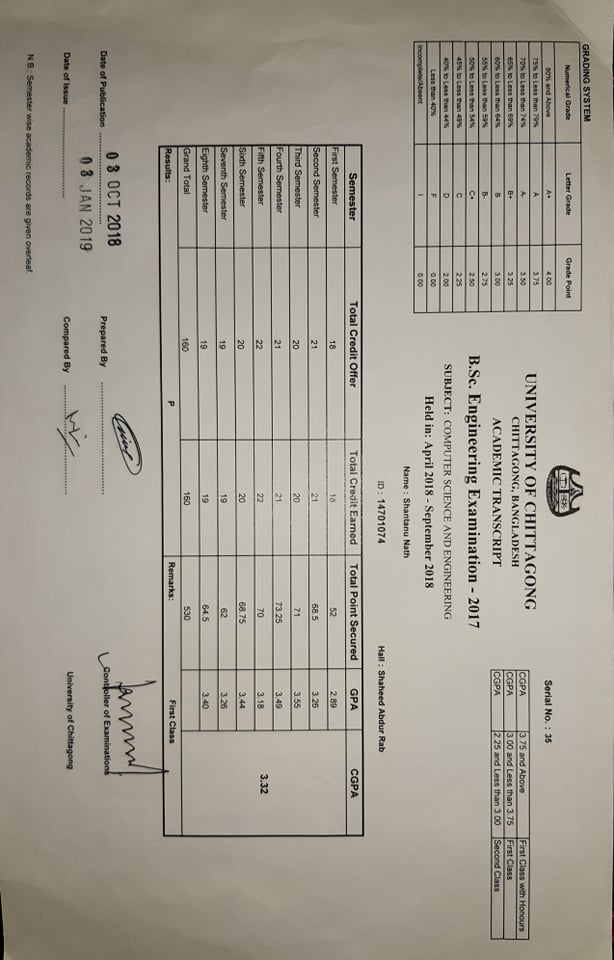 Serial No. : 35
GRADING SYSTEM
Numerical Grade Letter Grade Grade Point
80% and Above A+ 4.00
75% to Less than 79% A 3.75
70% to Less than 74% A- 3.50
65% to Less than 69% B+ 3.25
60% to Less than 64% B 3.00
55% to Less than 59% B- 2.75
50% to Less than 54% C+ 2.50
45% to Less than 49% C 2.25
40% to Less than 44% D 2.00
Less than 40% F 0.00
Incomplete/Absent I 0.00
UNIVERSITY OF CHITTAGONG
CHITTAGONG, BANGLADESH
ACADEMIC TRANSCRIPT
B.Sc. Engineering Examination - 2017
SUBJECT: COMPUTER SCIENCE AND ENGINEERING
Held in: April 2018 - September 2018
CGPA 3.75 and Above First Class with Honours
CGPA 3.00 and Less than 3.75 First Class
CGPA 2.25 and Less than 3.00 Second Class
Name : Shantanu Nath
ID : 14701074 Hall : Shaheed Abdur Rab
Semester Total Credit Offer Total Credit Earned Total Point Secured GPA CGPA
First Semester 18 18 52 2.89
Second Semester 21 21 68.5 3.26
Third Semester 20 20 71 3.55
Fourth Semester 21 21 73.25 3.49
Fifth Semester 22 22 70 3.18 3.32
Sixth Semester 20 20 68.75 3.44
Seventh Semester 19 19 62 3.26
Eighth Semester 19 19 64.5 3.40
Grand Total 160 160 530
Results: P Remarks: First Class
Date of Publication 03 OCT 2018 Prepared By
Controller of Examinations
Date of Issue 03 JAN 2019 Compared By
University of Chittagong
N.B : Semester wise academic records are given overleaf.